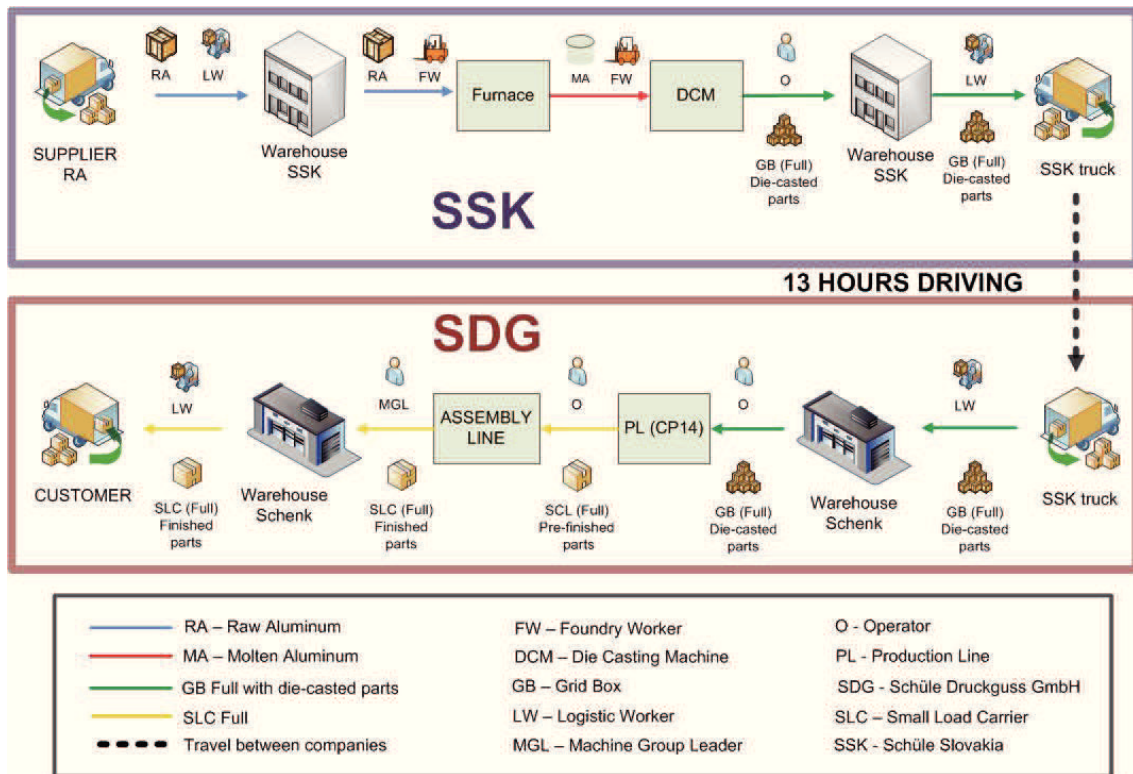 RA
LW
RA
FW
MA
FW
O
LW
Furnace
DCM
SUPPLIER
RA
Warehouse
SSK
GB (Full)
Die-casted
parts
Warehouse
SSK
GB (Full)
Die-casted
parts
SSK truck
SSK
13 HOURS DRIVING
SDG
LW
MGL
O
O
LW
ASSEMBLY
LINE
PL (CP14)
CUSTOMER
SLC (Full)
Finished
parts
Warehouse
Schenk
SLC (Full)
Finished
parts
SCL (Full)
Pre-finished
parts
GB (Full)
Die-casted
parts
Warehouse
Schenk
GB (Full)
Die-casted
parts
SSK truck
RA – Raw Aluminum
MA – Molten Aluminum
GB Full with die-casted parts
SLC Full
Travel between companies
FW – Foundry Worker
DCM – Die Casting Machine
GB – Grid Box
LW – Logistic Worker
MGL – Machine Group Leader
O - Operator
PL - Production Line
SDG - Schüle Druckguss GmbH
SLC – Small Load Carrier
SSK - Schüle Slovakia